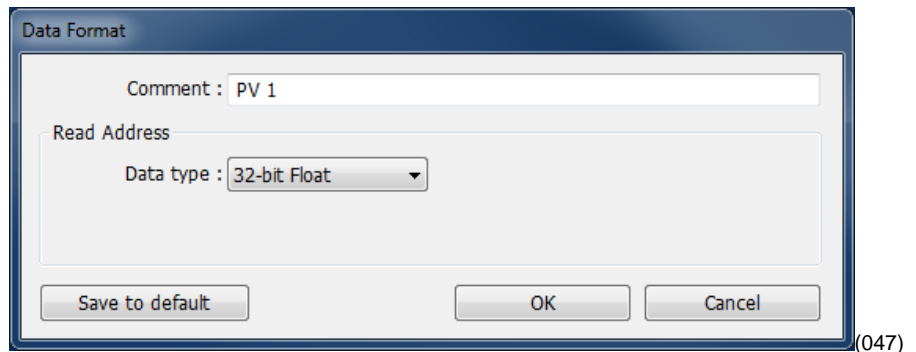 Data Format
Comment : PV 1
Read Address
Data type : 32-bit Float
Save to default OK Cancel
(047)